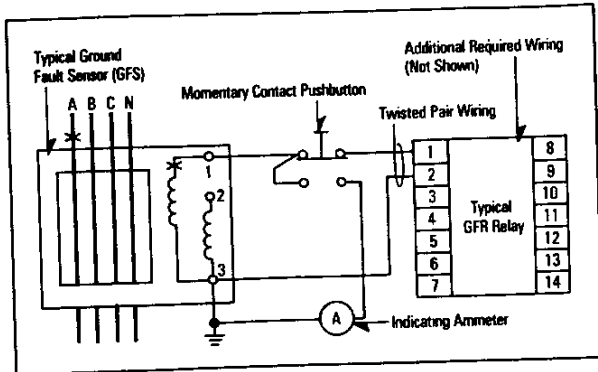 Typical Ground
Fault Sensor (GFS)
A B C N
Momentary Contact Pushbutton
Additional Required Wiring
(Not Shown)
Twisted Pair Wiring
1
2
3
1
2
3
4
5
6
7
Typical
GFR Relay
8
9
10
11
12
13
14
A
Indicating Ammeter